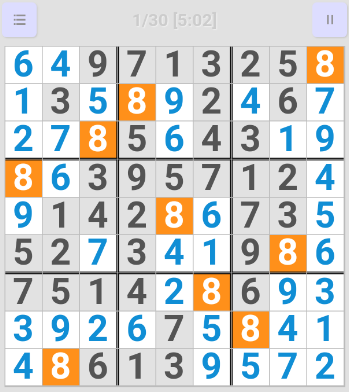 1/30 [5:02]
6 4 9 7 1 3 2 5 8
1 3 5 8 9 2 4 6 7
2 7 8 5 6 4 3 1 9
8 6 3 9 5 7 1 2 4
9 1 4 2 8 6 7 3 5
5 2 7 3 4 1 9 8 6
7 5 1 4 2 8 6 9 3
3 9 2 6 7 5 8 4 1
4 8 6 1 3 9 5 7 2